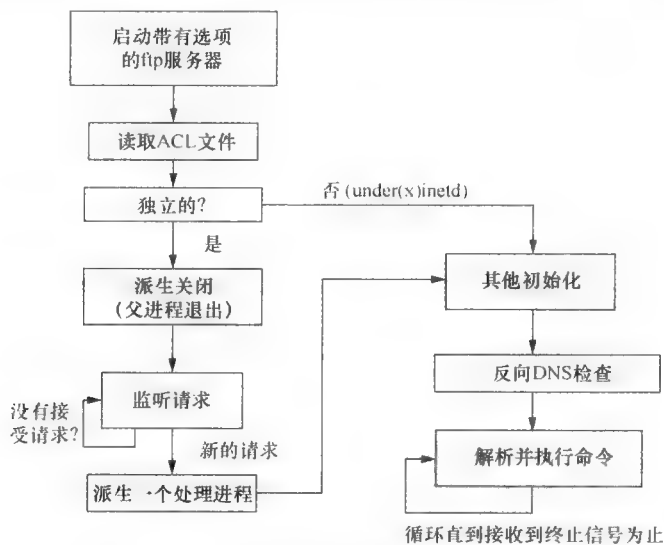 启动带有选项
的ftp服务器
读取ACL文件
独立的?
否(under(x)inetd)
是
派生关闭
(父进程退出)
其他初始化
监听请求
没有接
受请求?
新的请求
派生一个处理进程
反向DNS检查
解析并执行命令
循环直到接收到终止信号为止